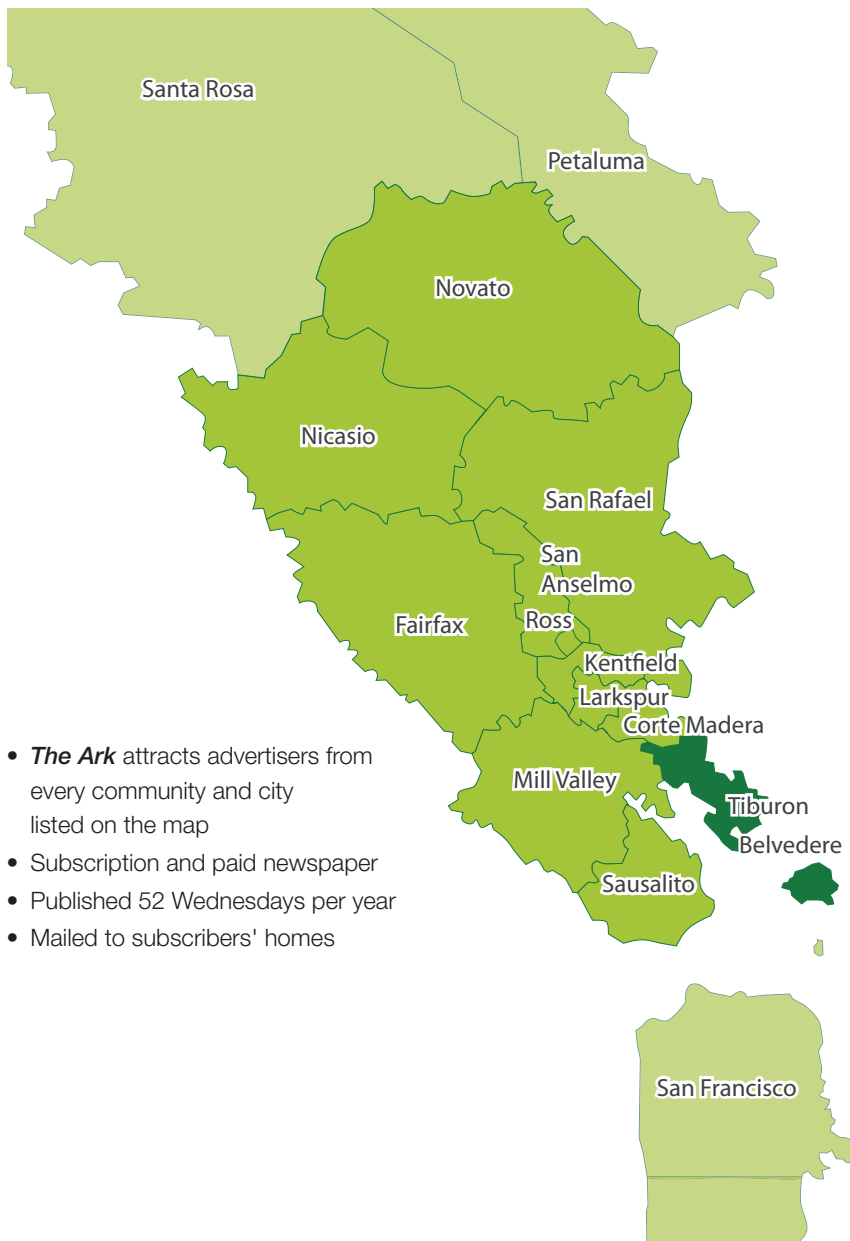 Santa Rosa
Petaluma
Novato
Nicasio
San Rafael
San
Anselmo
Fairfax
Ross
Kentfield
Larkspur
Corte Madera
Mill Valley
Tiburon
Belvedere
Sausalito
San Francisco
• The Ark attracts advertisers from
every community and city
listed on the map
• Subscription and paid newspaper
• Published 52 Wednesdays per year
• Mailed to subscribers' homes